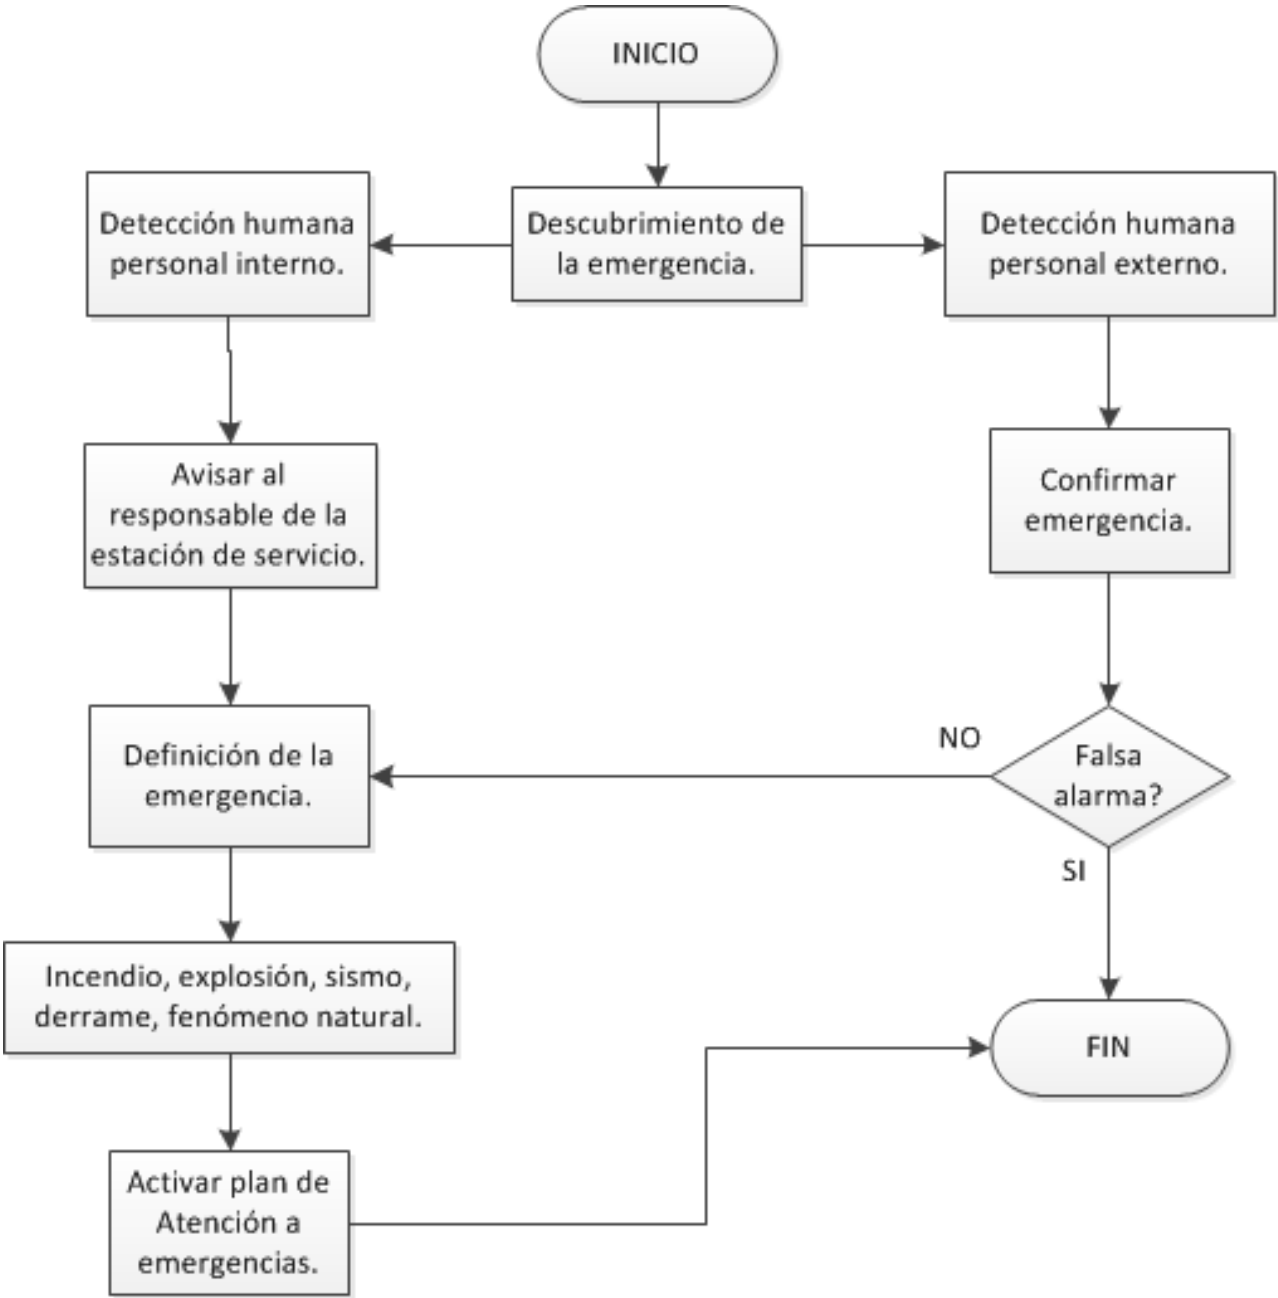 INICIO
Detección humana
personal interno.
Descubrimiento de
la emergencia.
Detección humana
personal externo.
Avisar al
responsable de la
estación de servicio.
Confirmar
emergencia.
Definición de la
emergencia.
NO
Falsa
alarma?
SI
Incendio, explosión, sismo,
derrame, fenómeno natural.
FIN
Activar plan de
Atención a
emergencias.